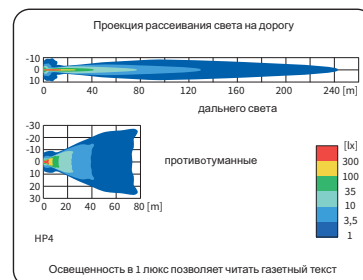 Проекция рассеивания света на дорогу
-10
0
10
0 40 80 120 160 200 240 [m]
дальнего света
-30
-20
-10
0
10
20
30
0 20 40 60 80 [m]
противотуманные
[lx]
300
100
35
10
3,5
1
HP4
Освещенность в 1 люкс позволяет читать газетный текст